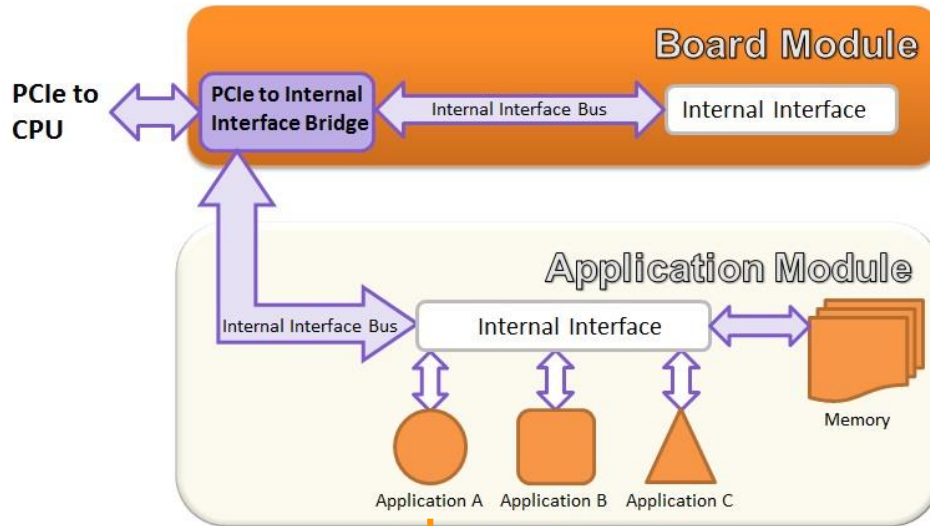 Board Module
PCIe to
CPU
PCIe to Internal
Interface Bridge
Internal Interface Bus
Internal Interface
Application Module
Internal Interface Bus
Internal Interface
Memory
Application A
Application B
Application C